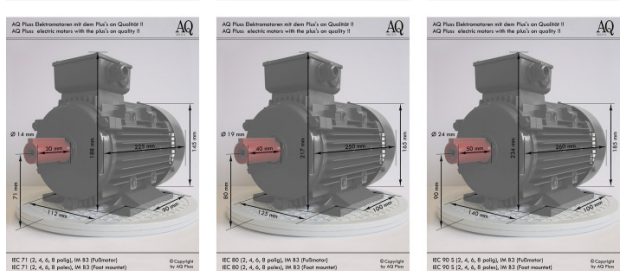 AQ Pluss Elektromotoren mit dem Plus's an Qualität !!
AQ Pluss electric motors with the plus's on quality !!
AQ
Ø 14 mm
30 mm
188 mm
225 mm
145 mm
71 mm
112 mm
90 mm
IEC 71 (2, 4, 6, 8 polig), IM B3 (Fußmotor)
IEC 71 (2, 4, 6, 8 poles), IM B3 (Foot mountet)
© Copyright
by AQ Pluss
AQ Pluss Elektromotoren mit dem Plus's an Qualität !!
AQ Pluss electric motors with the plus's on quality !!
AQ
Ø 19 mm
40 mm
217 mm
250 mm
165 mm
80 mm
125 mm
100 mm
IEC 80 (2, 4, 6, 8 polig), IM B3 (Fußmotor)
IEC 80 (2, 4, 6, 8 poles), IM B3 (Foot mountet)
© Copyright
by AQ Pluss
AQ Pluss Elektromotoren mit dem Plus's an Qualität !!
AQ Pluss electric motors with the plus's on quality !!
AQ
Ø 24 mm
50 mm
260 mm
185 mm
90 mm
140 mm
100 mm
IEC 90 S (2, 4, 6, 8 polig), IM B3 (Fußmotor)
IEC 90 S (2, 4, 6, 8 poles), IM B3 (Foot mountet)
© Copyright
by AQ Pluss